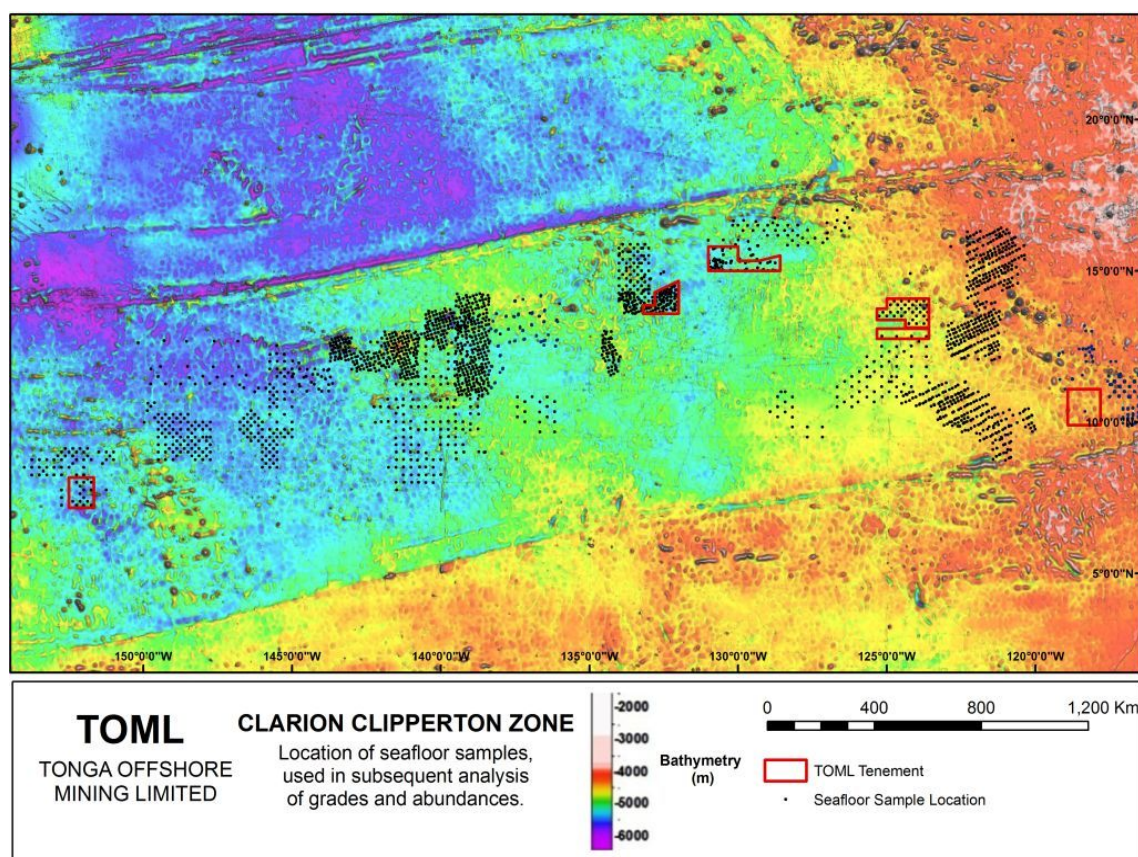 20°0'0"N
15°0'0"N
10°0'0"N
5°0'0"N
150°0'0"W 145°0'0"W 140°0'0"W 135°0'0"W 130°0'0"W 125°0'0"W 120°0'0"W
TOML
TONGA OFFSHORE
MINING LIMITED
CLARION CLIPPERTON ZONE
Location of seafloor samples,
used in subsequent analysis
of grades and abundances.
-2000
-3000
-4000
-5000
-6000
Bathymetry
(m)
0 400 800 1,200 Km
TOML Tenement
Seafloor Sample Location